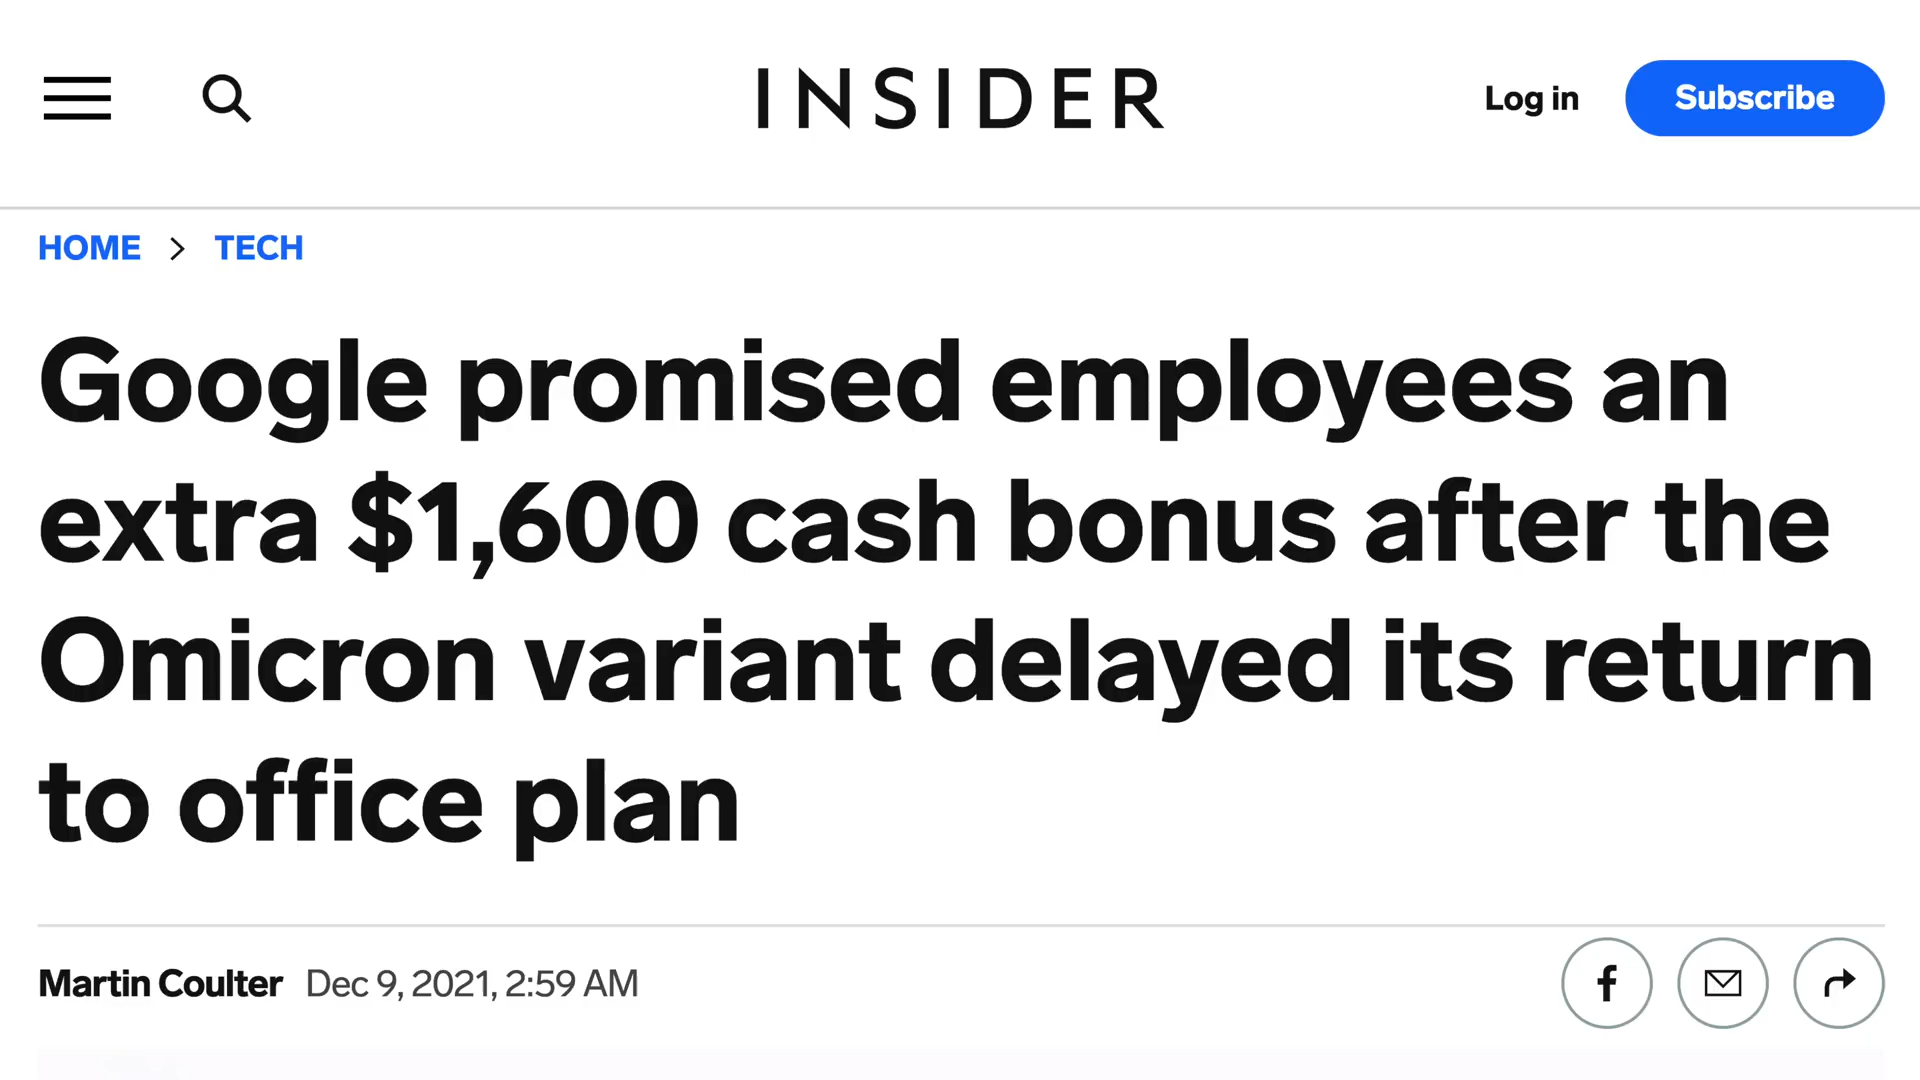 INSIDER
Log in
Subscribe
HOME > TECH
Google promised employees an
extra $1,600 cash bonus after the
Omicron variant delayed its return
to office plan
Martin Coulter Dec 9, 2021, 2:59 AM